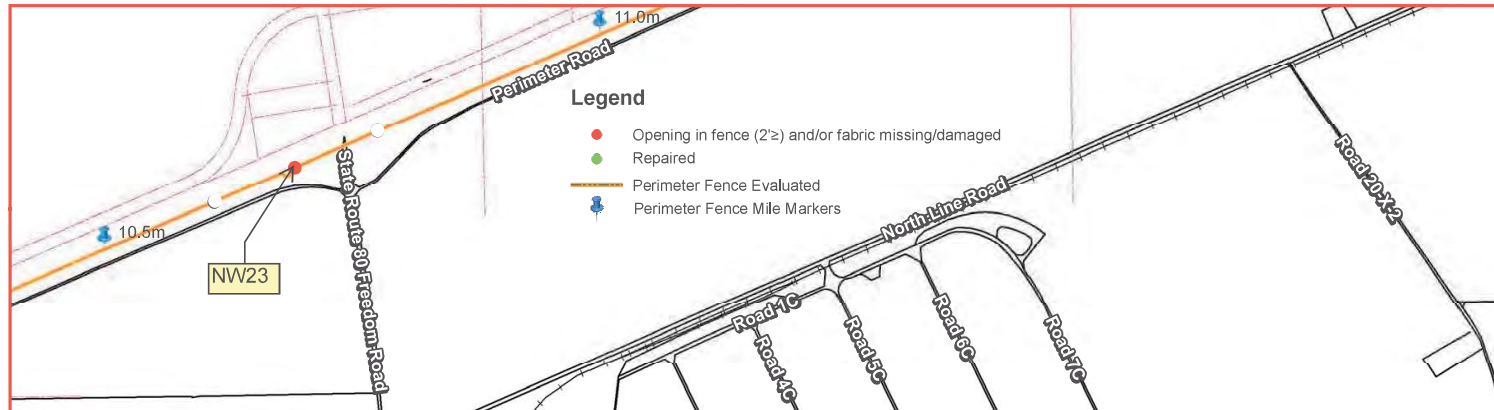 11.0m
Perimeter Road
Legend
Opening in fence (2'≥) and/or fabric missing/damaged
Repaired
Perimeter Fence Evaluated
Perimeter Fence Mile Markers
10.5m
NW23
State Route 80 Freedom Road
North Line Road
Road 20-X-2
Road 1C
Road 4C
Road 5C
Road 6C
Road 7C